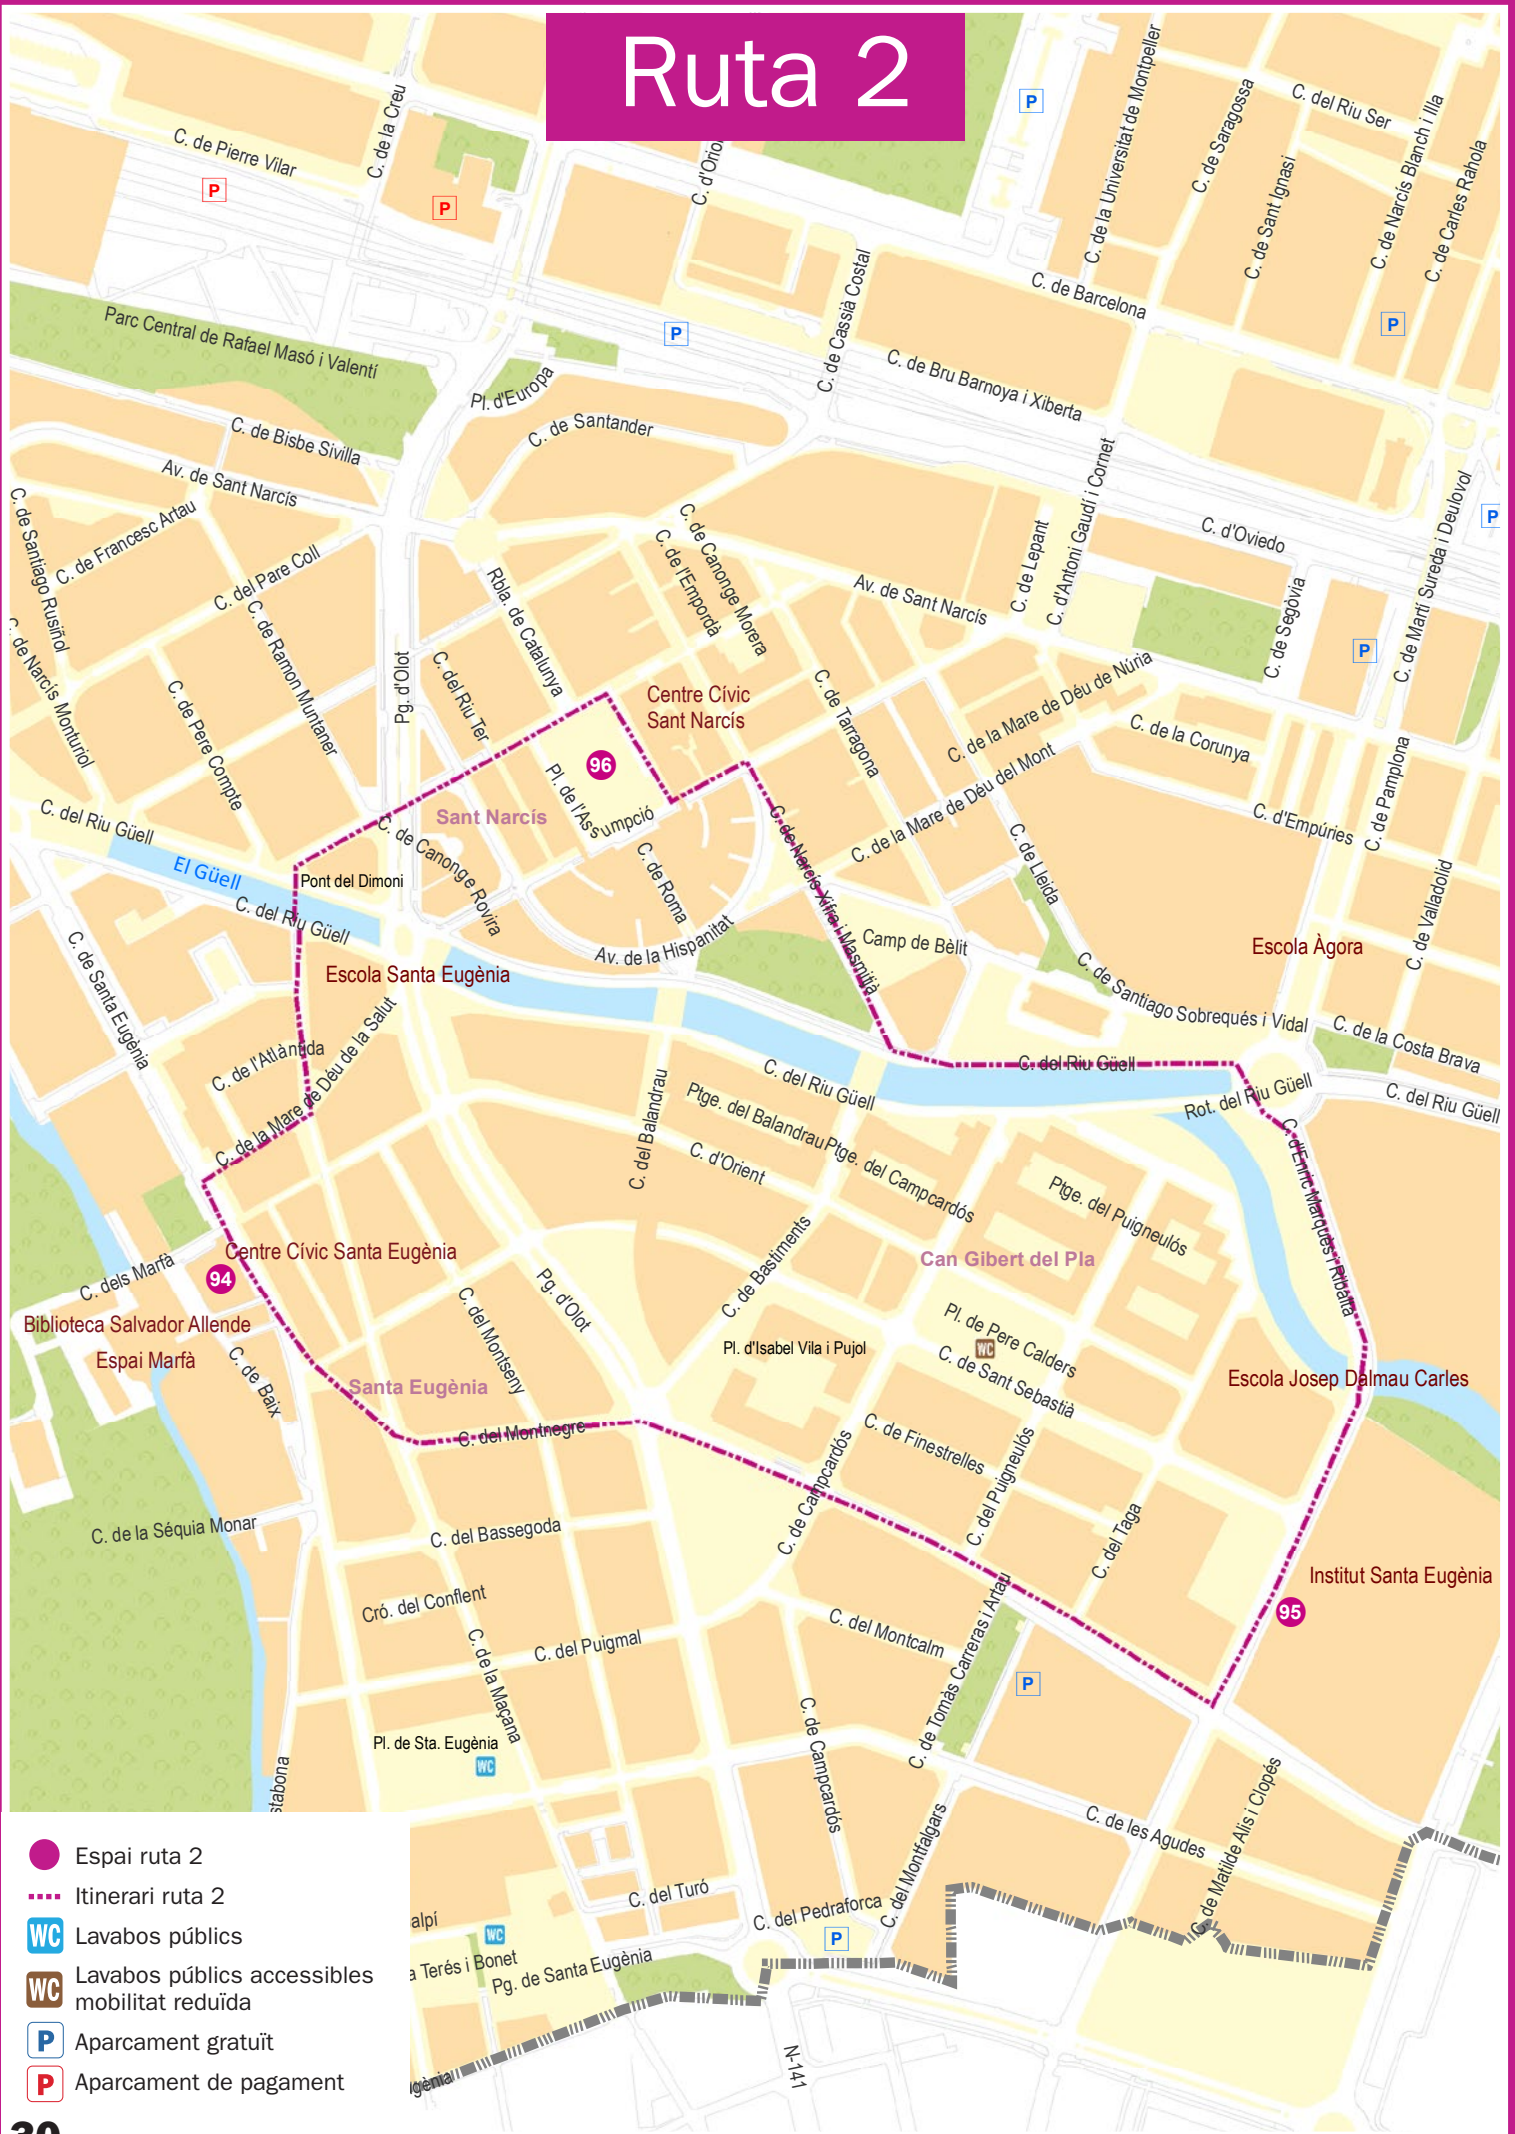 Ruta 2
C. de Pierre Vilar
C. de la Creu
P
P
P
C. de la Universitat de Montpeller
C. de Saragossa
C. del Riu Ser
C. de Sant Ignasi
C. de Narcís Blanch i Illa
C. de Carles Rahola
C. de Barcelona
P
Parc Central de Rafael Masó i Valentí
P
C. de Cassià Costal
C. de Bru Barnoya i Xiberta
Pl. d'Europa
C. de Santander
C. de Bisbe Sivilla
Av. de Sant Narcís
C. de Santiago Rusiñol
C. de Francesc Artau
C. del Pare Coll
C. de Canonge Morera
C. de l'Empordà
C. de Lepant
C. d'Antoni Gaudí i Cornet
C. d'Oviedo
P
C. de Martí Sureda i Deulovol
Av. de Sant Narcís
C. de Segòvia
P
C. de Narcís Monturiol
C. de Ramon Muntaner
C. de Pere Compte
Pg. d'Olot
C. del Riu Ter
Rbla. de Catalunya
Centre Cívic
Sant Narcís
C. de Tarragona
C. de la Mare de Déu de Núria
C. de la Mare de Déu del Mont
C. de la Corunya
C. de Pamplona
C. d'Empúries
96
Pl. de l'Assumpció
Sant Narcís
C. del Riu Güell
El Güell
C. de Canonge Rovira
Pont del Dimoni
C. del Riu Güell
C. de Roma
Av. de la Hispanitat
C. de Narcís Xifra i Masmitjà
C. de Lleida
Camp de Bèlit
Escola Àgora
C. de Valladolid
C. de Santa Eugènia
Escola Santa Eugènia
C. de Santiago Sobrequés i Vidal
C. de la Costa Brava
C. de l'Atlàntida
C. de la Mare de Déu de la Salut
C. del Riu Güell
C. del Riu Güell
Rot. del Riu Güell
C. del Riu Güell
C. del Balandrau
Ptge. del Balandrau
Ptge. del Campcardós
C. d'Orient
Ptge. del Puigneulós
C. d'Enric Marquès i Ribalta
C. dels Marfà
Centre Cívic Santa Eugènia
94
Can Gibert del Pla
C. de Bastiments
Pg. d'Olot
C. del Montseny
Biblioteca Salvador Allende
Espai Marfà
C. de Baix
Pl. d'Isabel Vila i Pujol
Pl. de Pere Calders
WC
C. de Sant Sebastià
Escola Josep Dalmau Carles
Santa Eugènia
C. del Montnegre
C. de Finestrelles
C. de Campcardós
C. del Puigneulós
C. del Taga
C. de la Séquia Monar
C. del Bassegoda
Institut Santa Eugènia
95
Cró. del Conflent
C. del Puigmal
C. de la Maçana
C. del Montcalm
C. de Tomàs Carreras i Artau
P
Pl. de Sta. Eugènia
WC
C. de Campcardós
C. de les Agudes
C. de Matilde Alis i Clopés
C. del Montfalgars
C. del Turó
C. del Pedraforca
P
WC
Pg. de Santa Eugènia
N-141
Espai ruta 2
Itinerari ruta 2
WC Lavabos públics
WC Lavabos públics accessibles
mobilitat reduïda
P Aparcament gratuït
P Aparcament de pagament